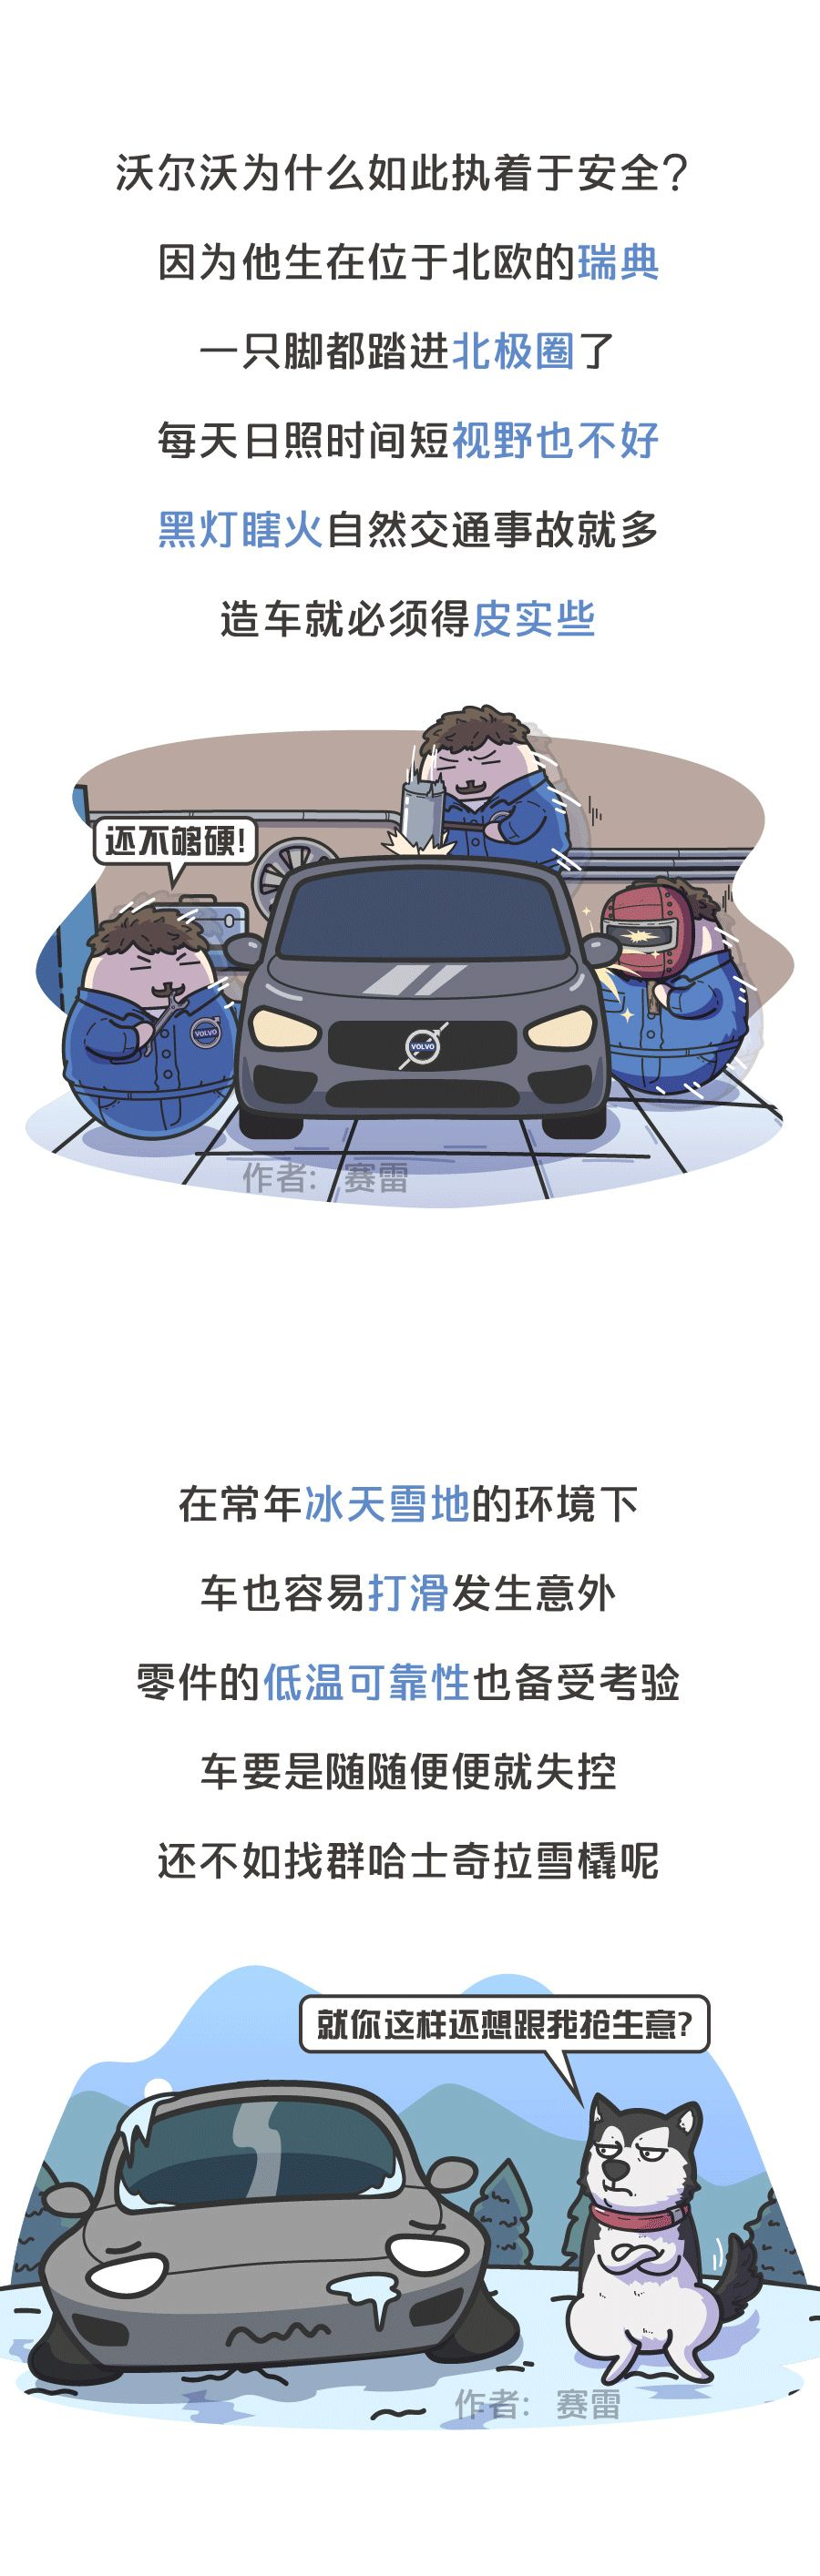 沃尔沃为什么如此执着于安全?
因为他生在位于北欧的瑞典
一只脚都踏进北极圈了
每天日照时间短视野也不好
黑灯瞎火自然交通事故就多
造车就必须得皮实些
还不够硬!
VOLVO
VOLVO
作者: 赛雷
在常年冰天雪地的环境下
车也容易打滑发生意外
零件的低温可靠性也备受考验
车要是随随便便就失控
还不如找群哈士奇拉雪橇呢
就你这样还想跟我抢生意?
作者: 赛雷